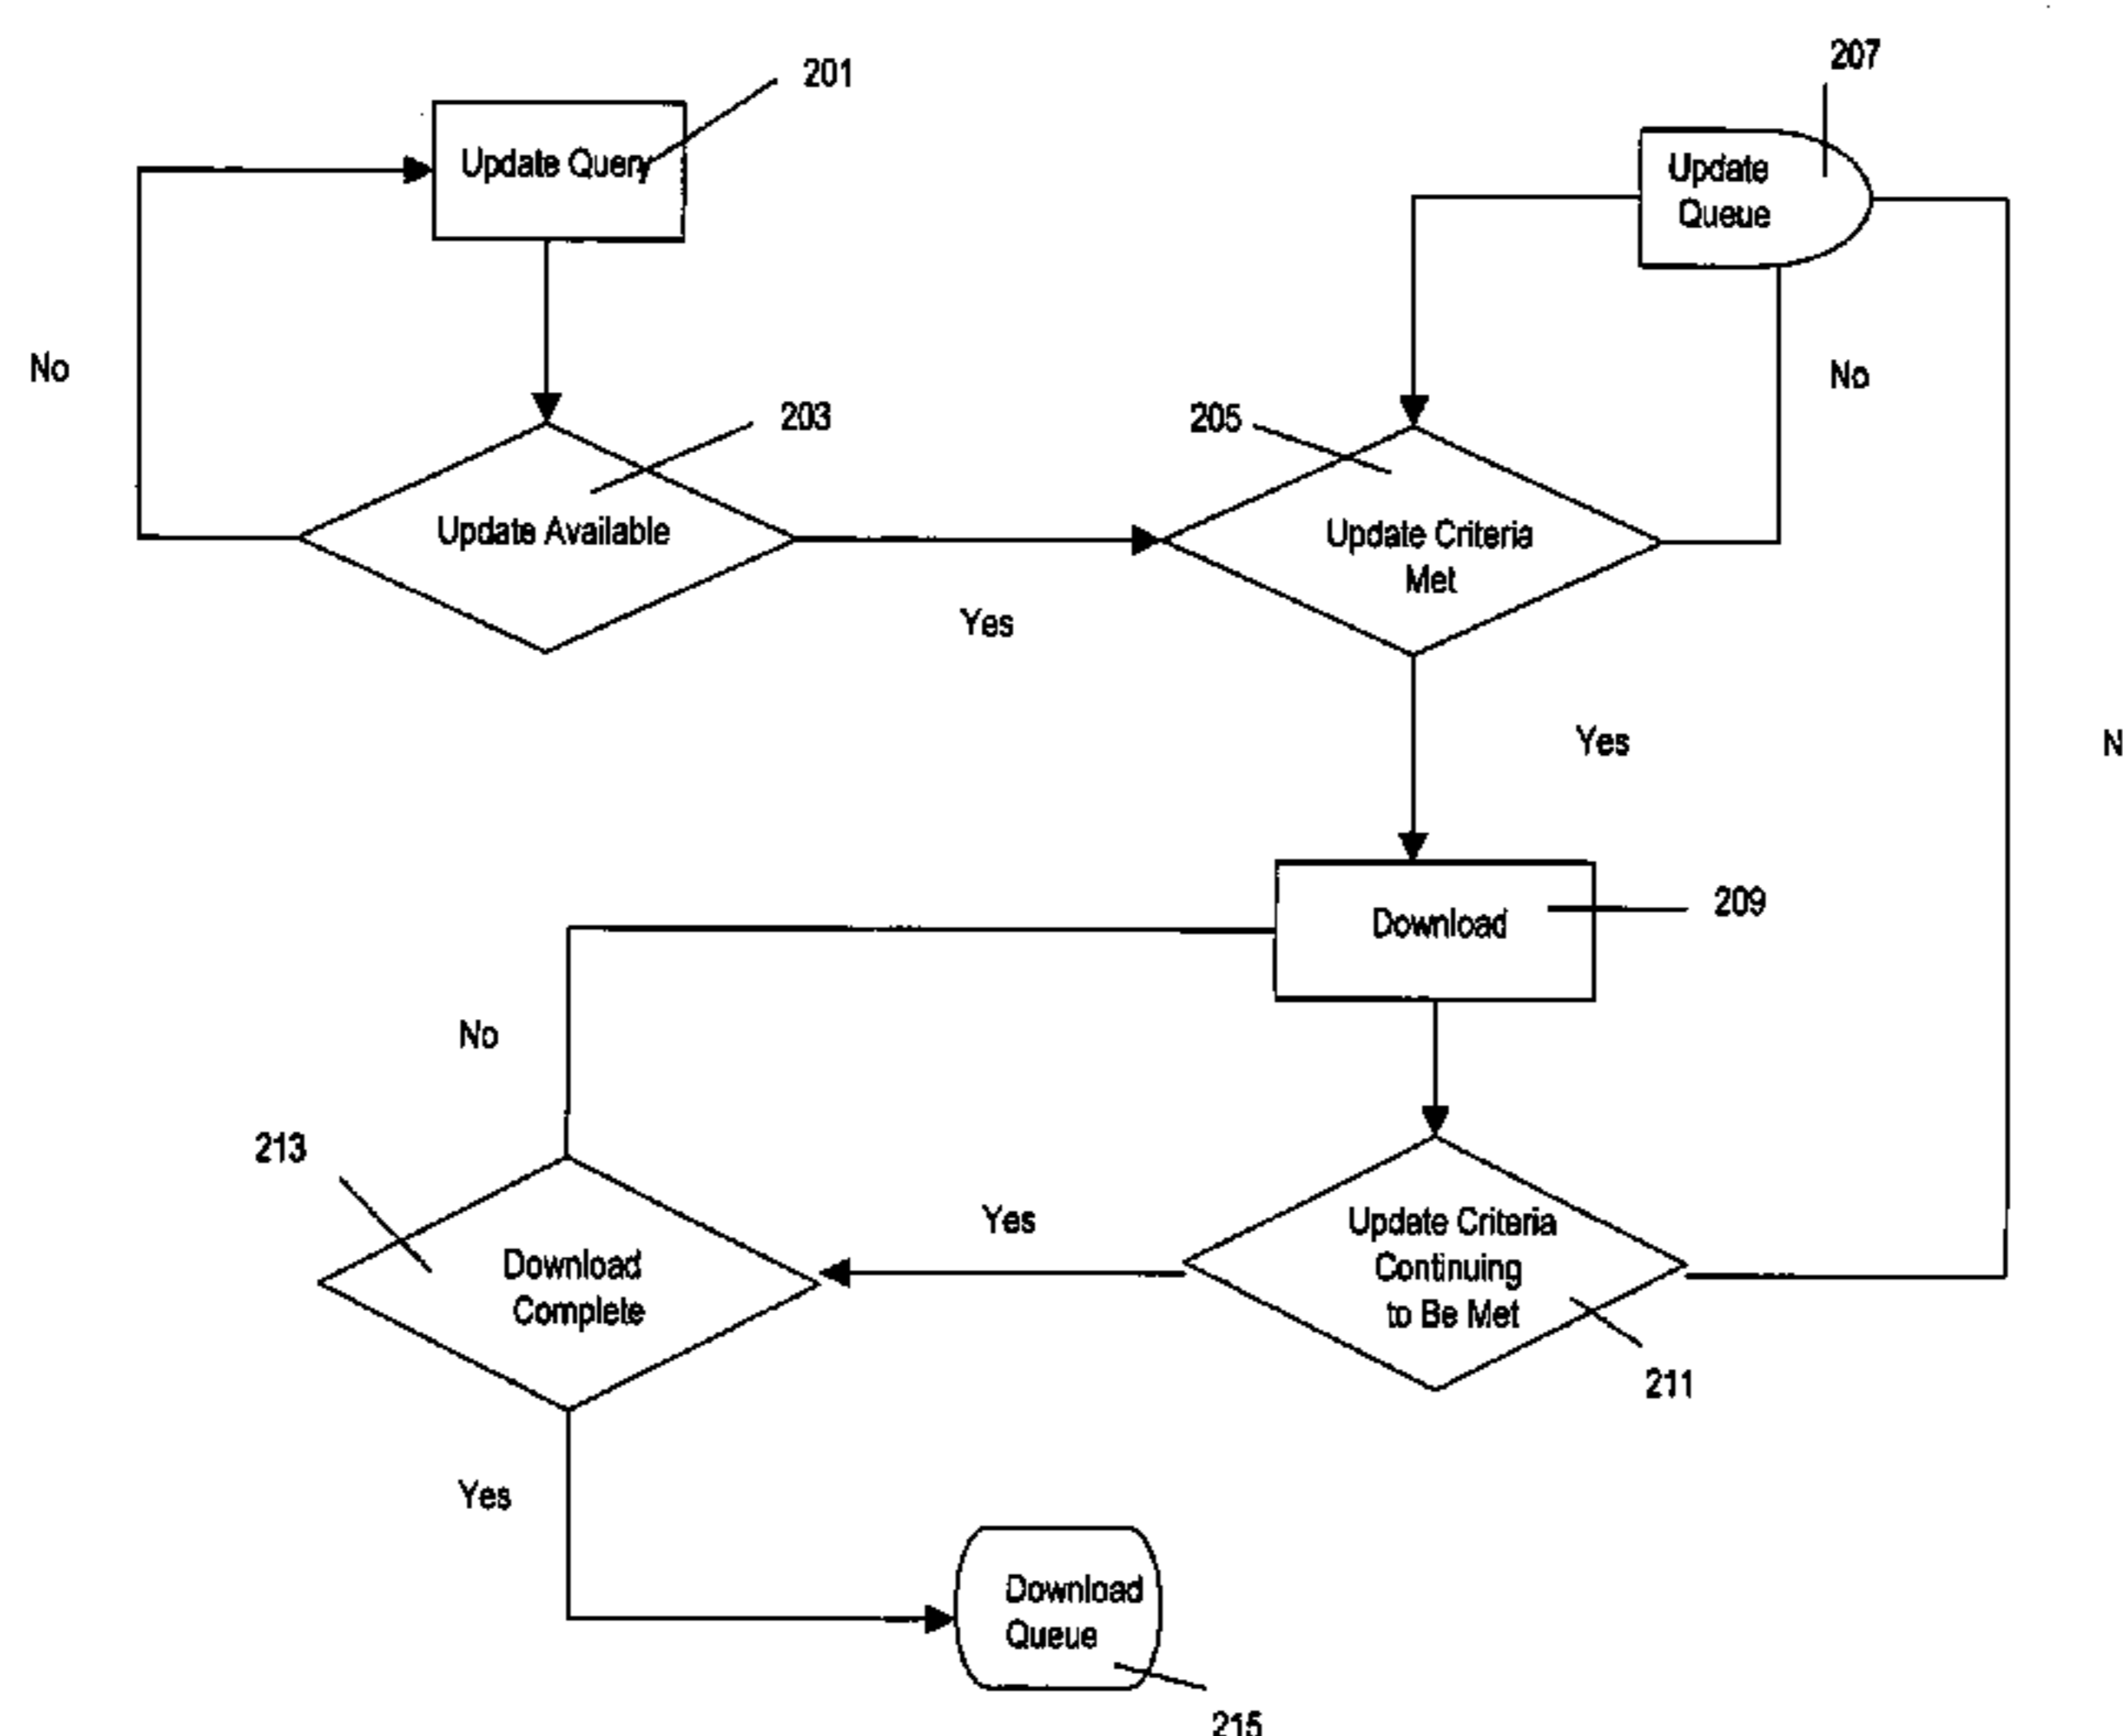 201
Update Query
207
Update
Queue
No
No
203
Update Available
205
Update Criteria
Met
Yes
Yes
N
Download
209
No
213
Download
Complete
Yes
Update Criteria
Continuing
to Be Met
211
Yes
Download
Queue
215